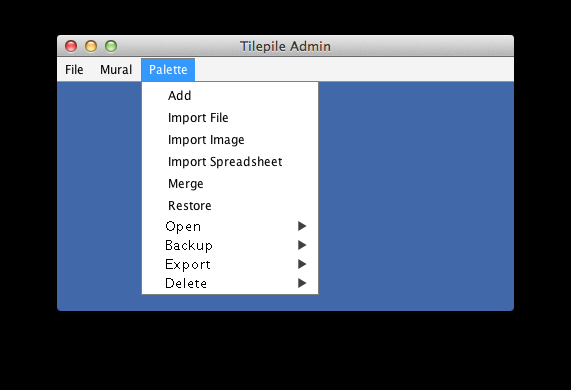 Tilepile Admin
File Mural Palette
Add
Import File
Import Image
Import Spreadsheet
Merge
Restore
Open
Backup
Export
Delete